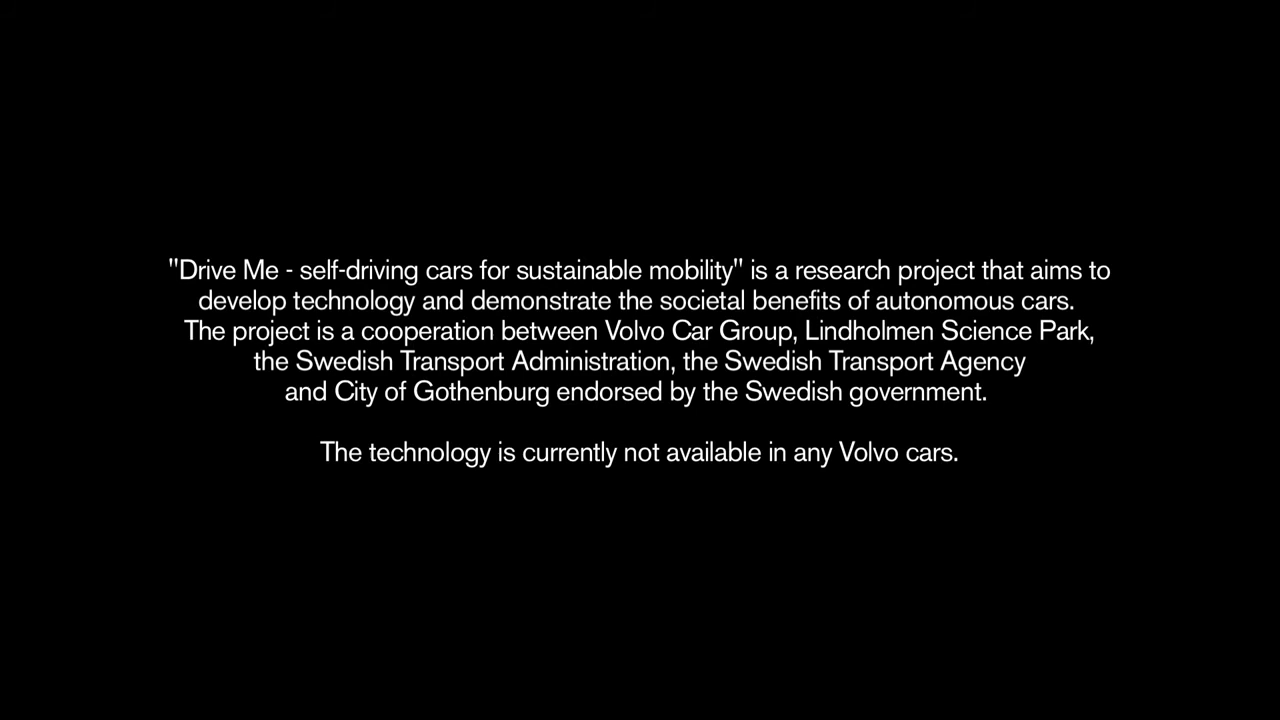 "Drive Me - self-driving cars for sustainable mobility" is a research project that aims to
develop technology and demonstrate the societal benefits of autonomous cars.
The project is a cooperation between Volvo Car Group, Lindholmen Science Park,
the Swedish Transport Administration, the Swedish Transport Agency
and City of Gothenburg endorsed by the Swedish government.
The technology is currently not available in any Volvo cars.